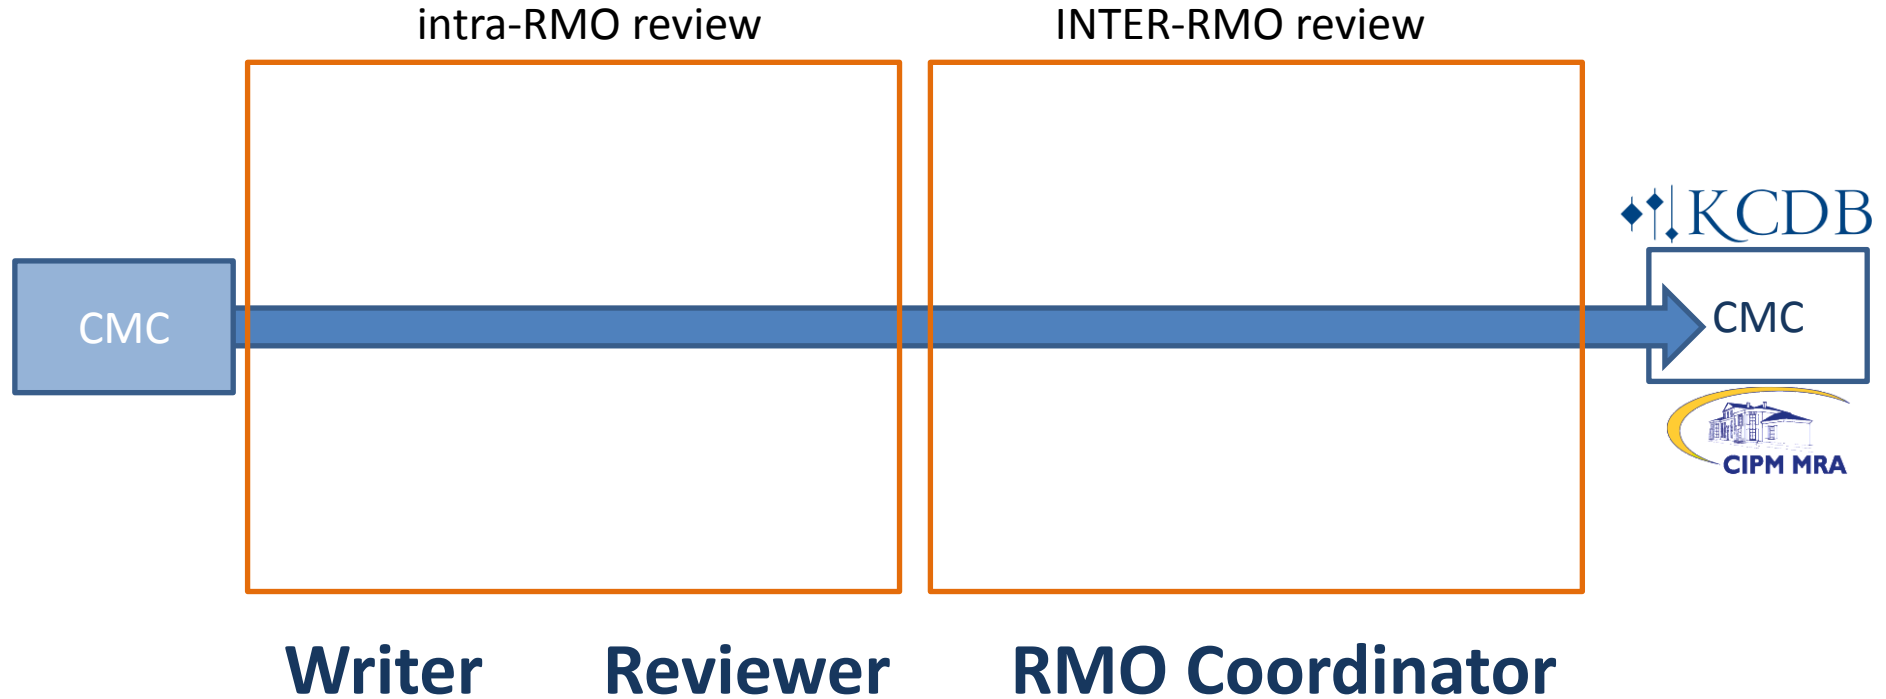 intra-RMO review
INTER-RMO review
KCDB
CMC
CMC
CIPM MRA
Writer
Reviewer
RMO Coordinator